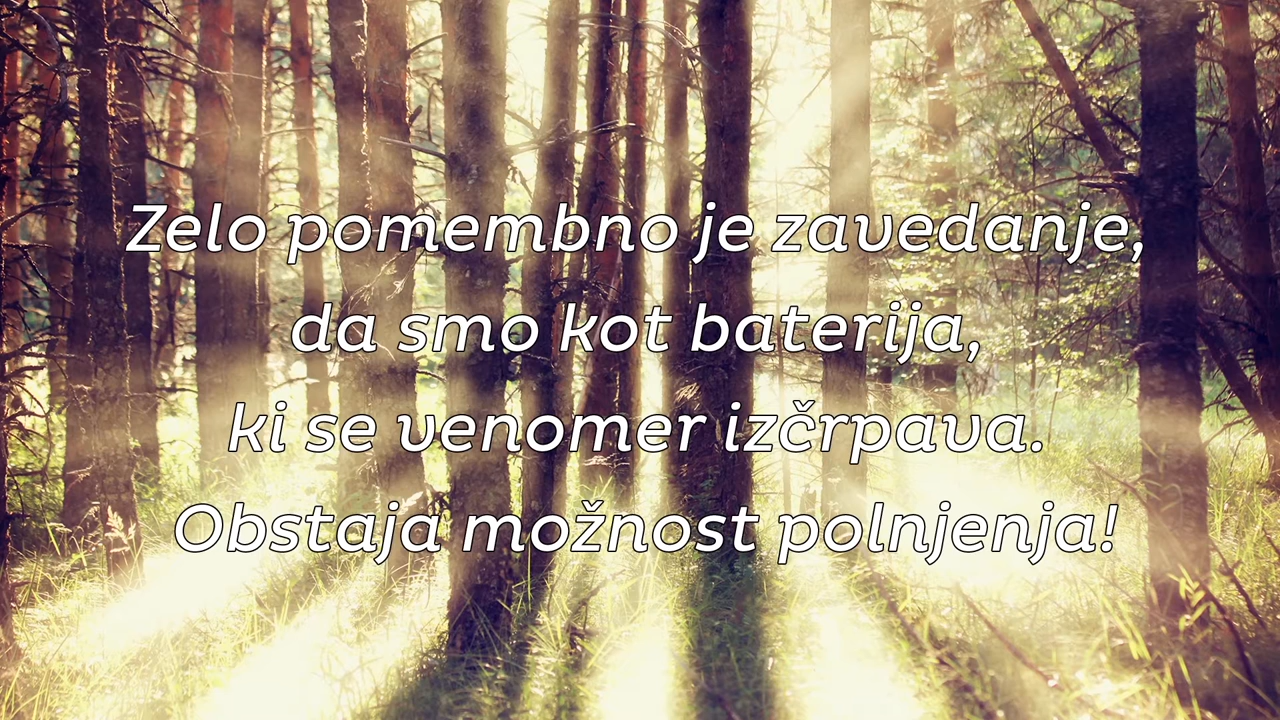 Zelo pomembno je zavedanje,
da smo kot baterija,
ki se venomer izčrpava.
Obstaja možnost polnjenja!